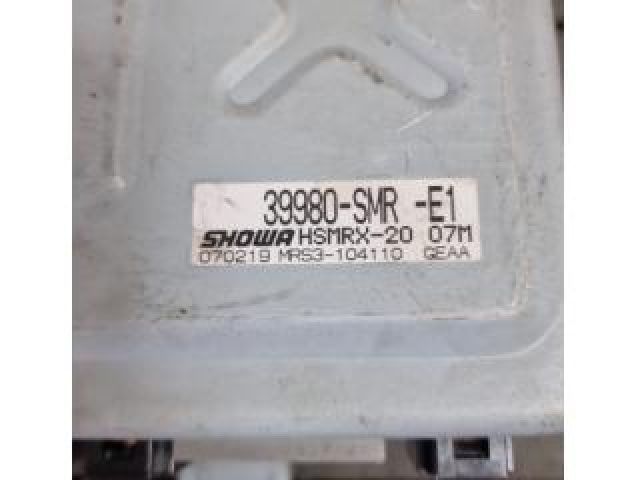 39980-SMR -E1
SHOWA HSMRX-20 07M
070219 MRS3-104110 GEAA